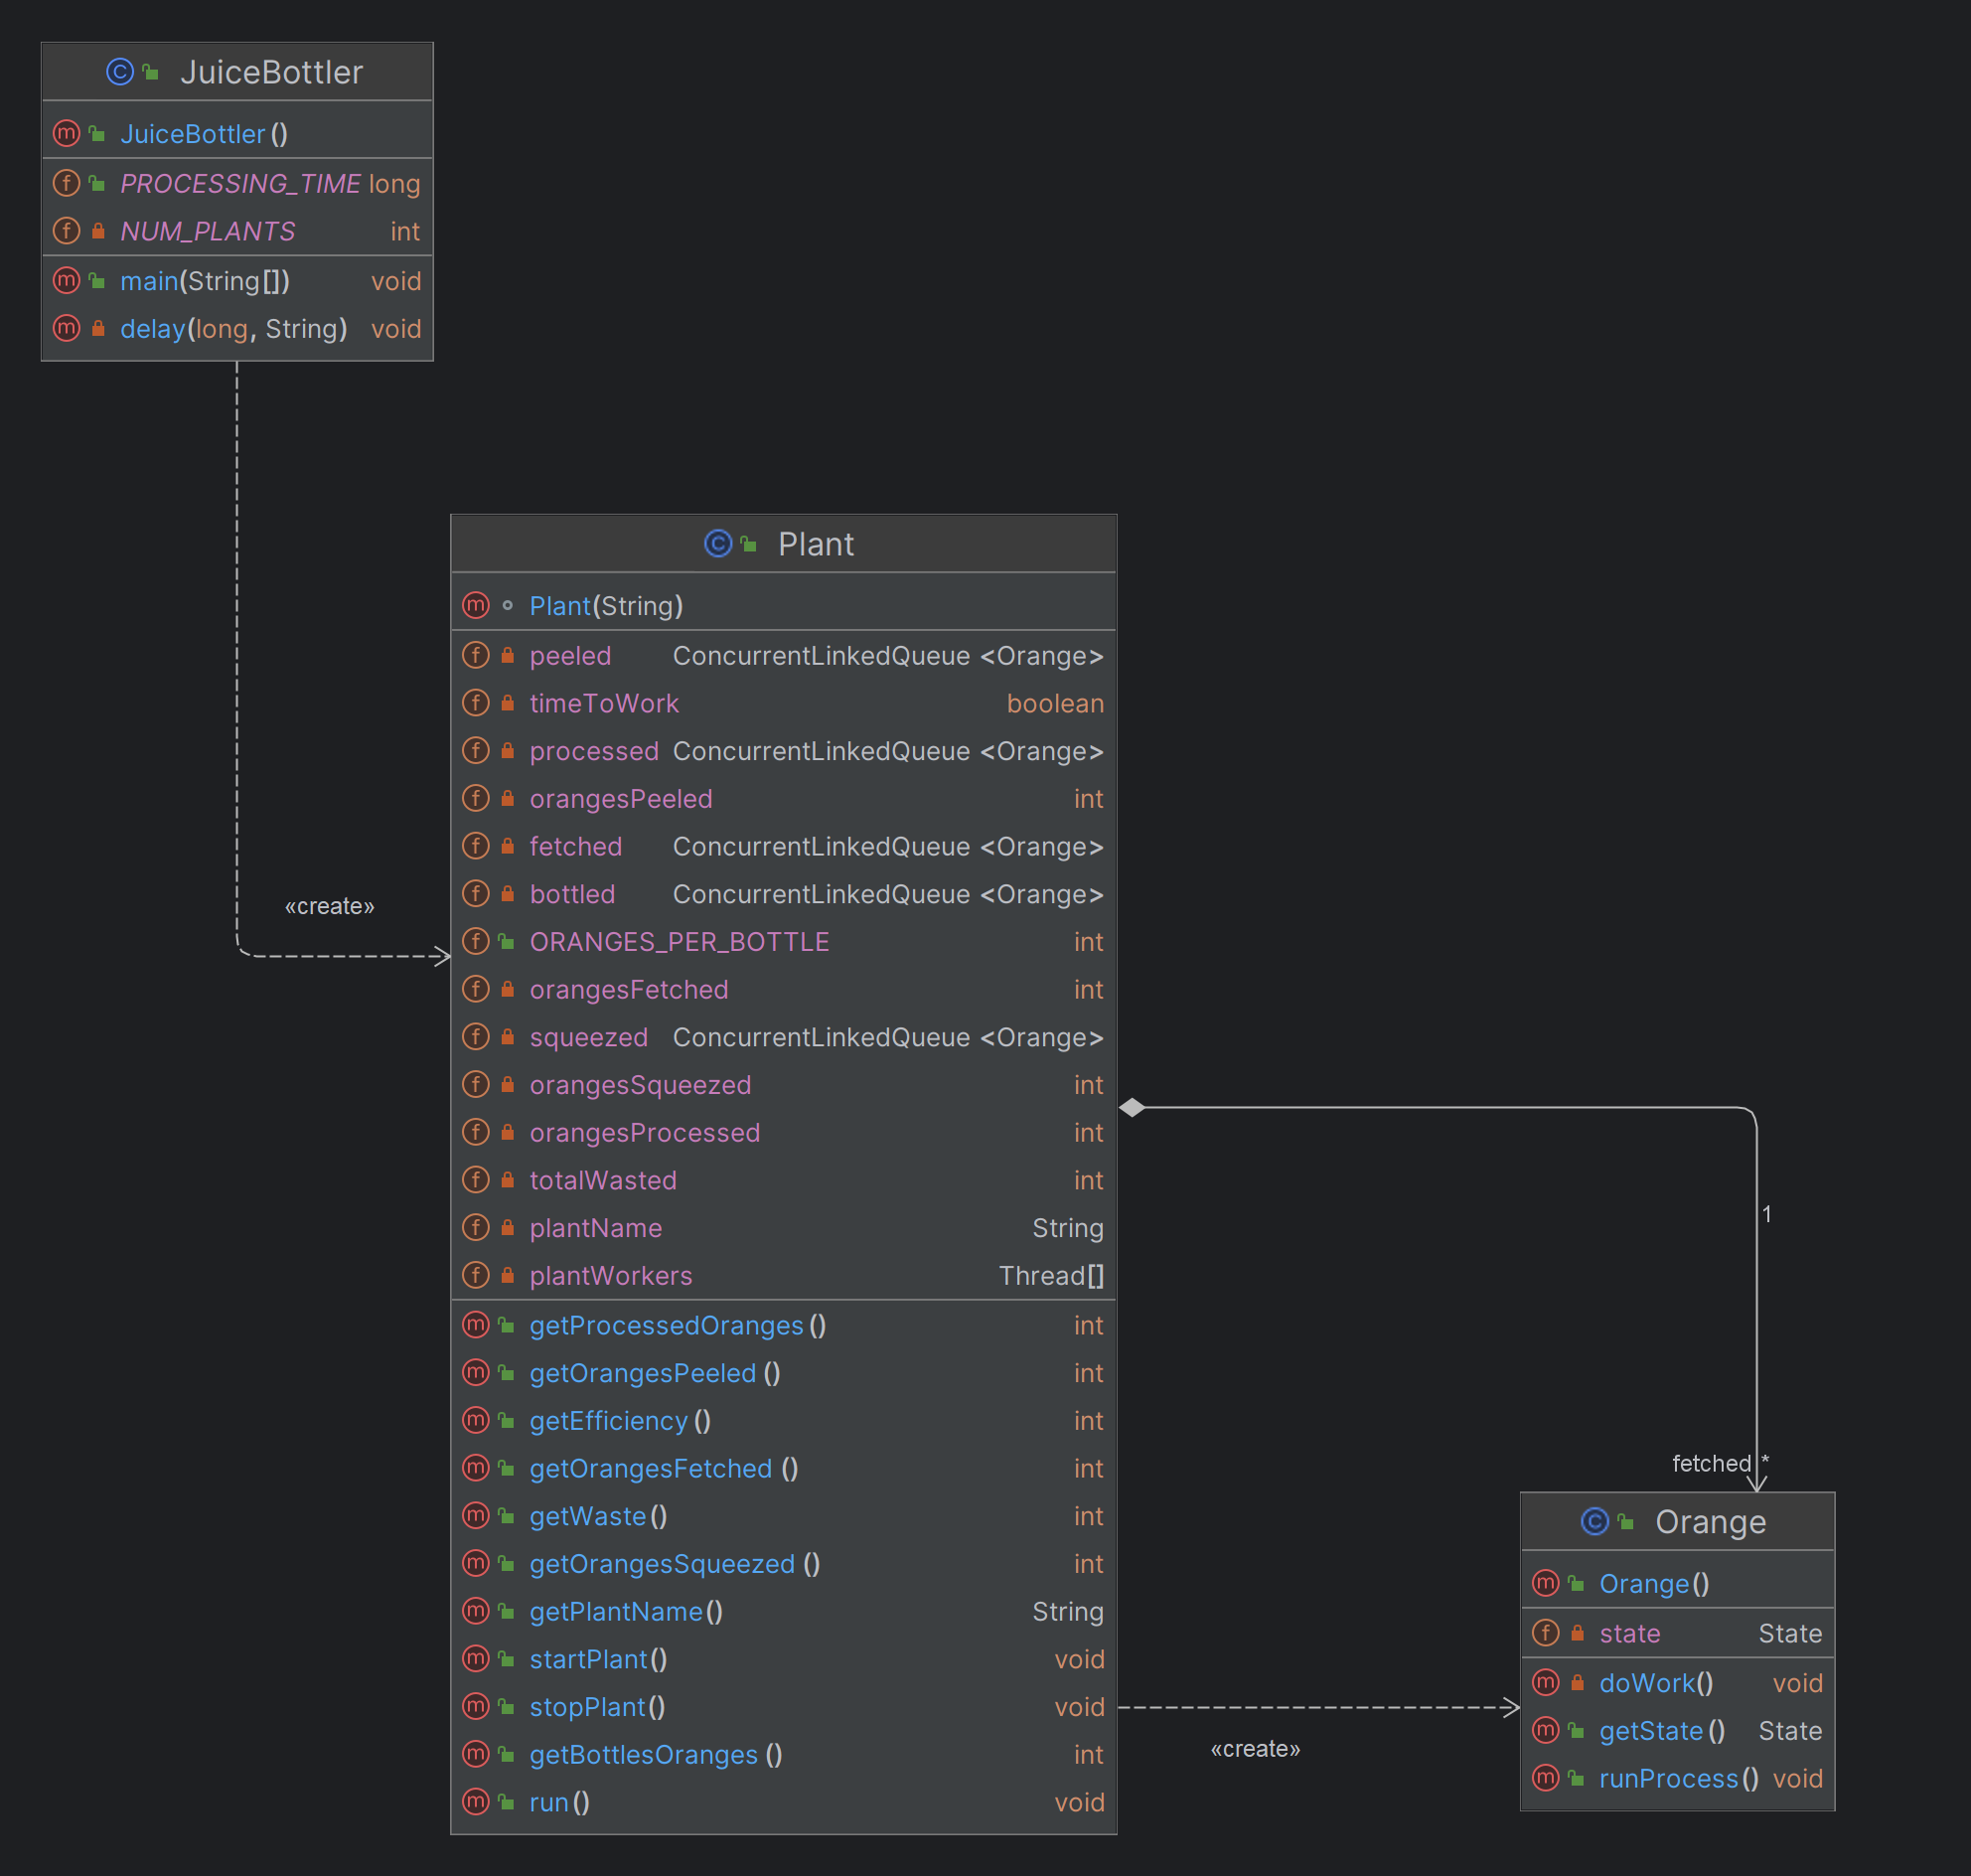 JuiceBottler
JuiceBottler()
PROCESSING_TIME long
NUM_PLANTS int
main(String[]) void
delay(long, String) void
«create»
Plant
Plant(String)
peeled ConcurrentLinkedQueue <Orange>
timeToWork boolean
processed ConcurrentLinkedQueue <Orange>
orangesPeeled int
fetched ConcurrentLinkedQueue <Orange>
bottled ConcurrentLinkedQueue <Orange>
ORANGES_PER_BOTTLE int
orangesFetched int
squeezed ConcurrentLinkedQueue <Orange>
orangesSqueezed int
orangesProcessed int
totalWasted int
plantName String
plantWorkers Thread[]
getProcessedOranges() int
getOrangesPeeled() int
getEfficiency() int
getOrangesFetched() int
getWaste() int
getOrangesSqueezed() int
getPlantName() String
startPlant() void
stopPlant() void
getBottlesOranges() int
run() void
1
fetched *
«create»
Orange
Orange()
state State
doWork() void
getState() State
runProcess() void